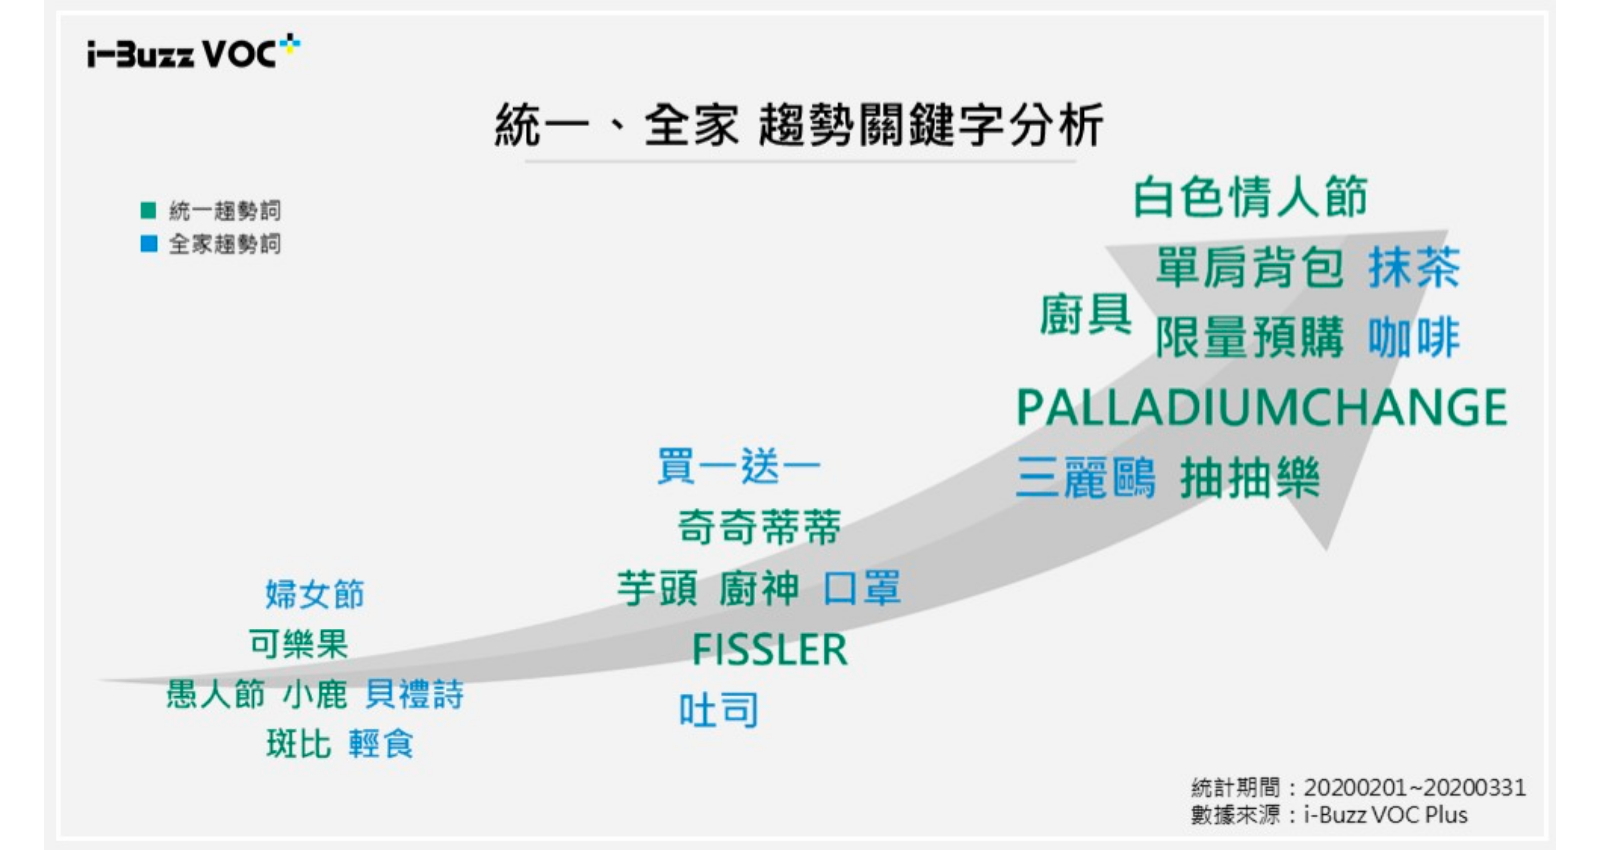 i-Buzz VOC+
統一、全家 趨勢關鍵字分析
統一趨勢詞
全家趨勢詞
白色情人節
單肩背包 抹茶
廚具
限量預購 咖啡
PALLADIUMCHANGE
三麗鷗 抽抽樂
買一送一
奇奇蒂蒂
芋頭 廚神 口罩
FISSLER
吐司
婦女節
可樂果
愚人節 小鹿 貝禮詩
斑比 輕食
統計期間：20200201~20200331
數據來源：i-Buzz VOC Plus